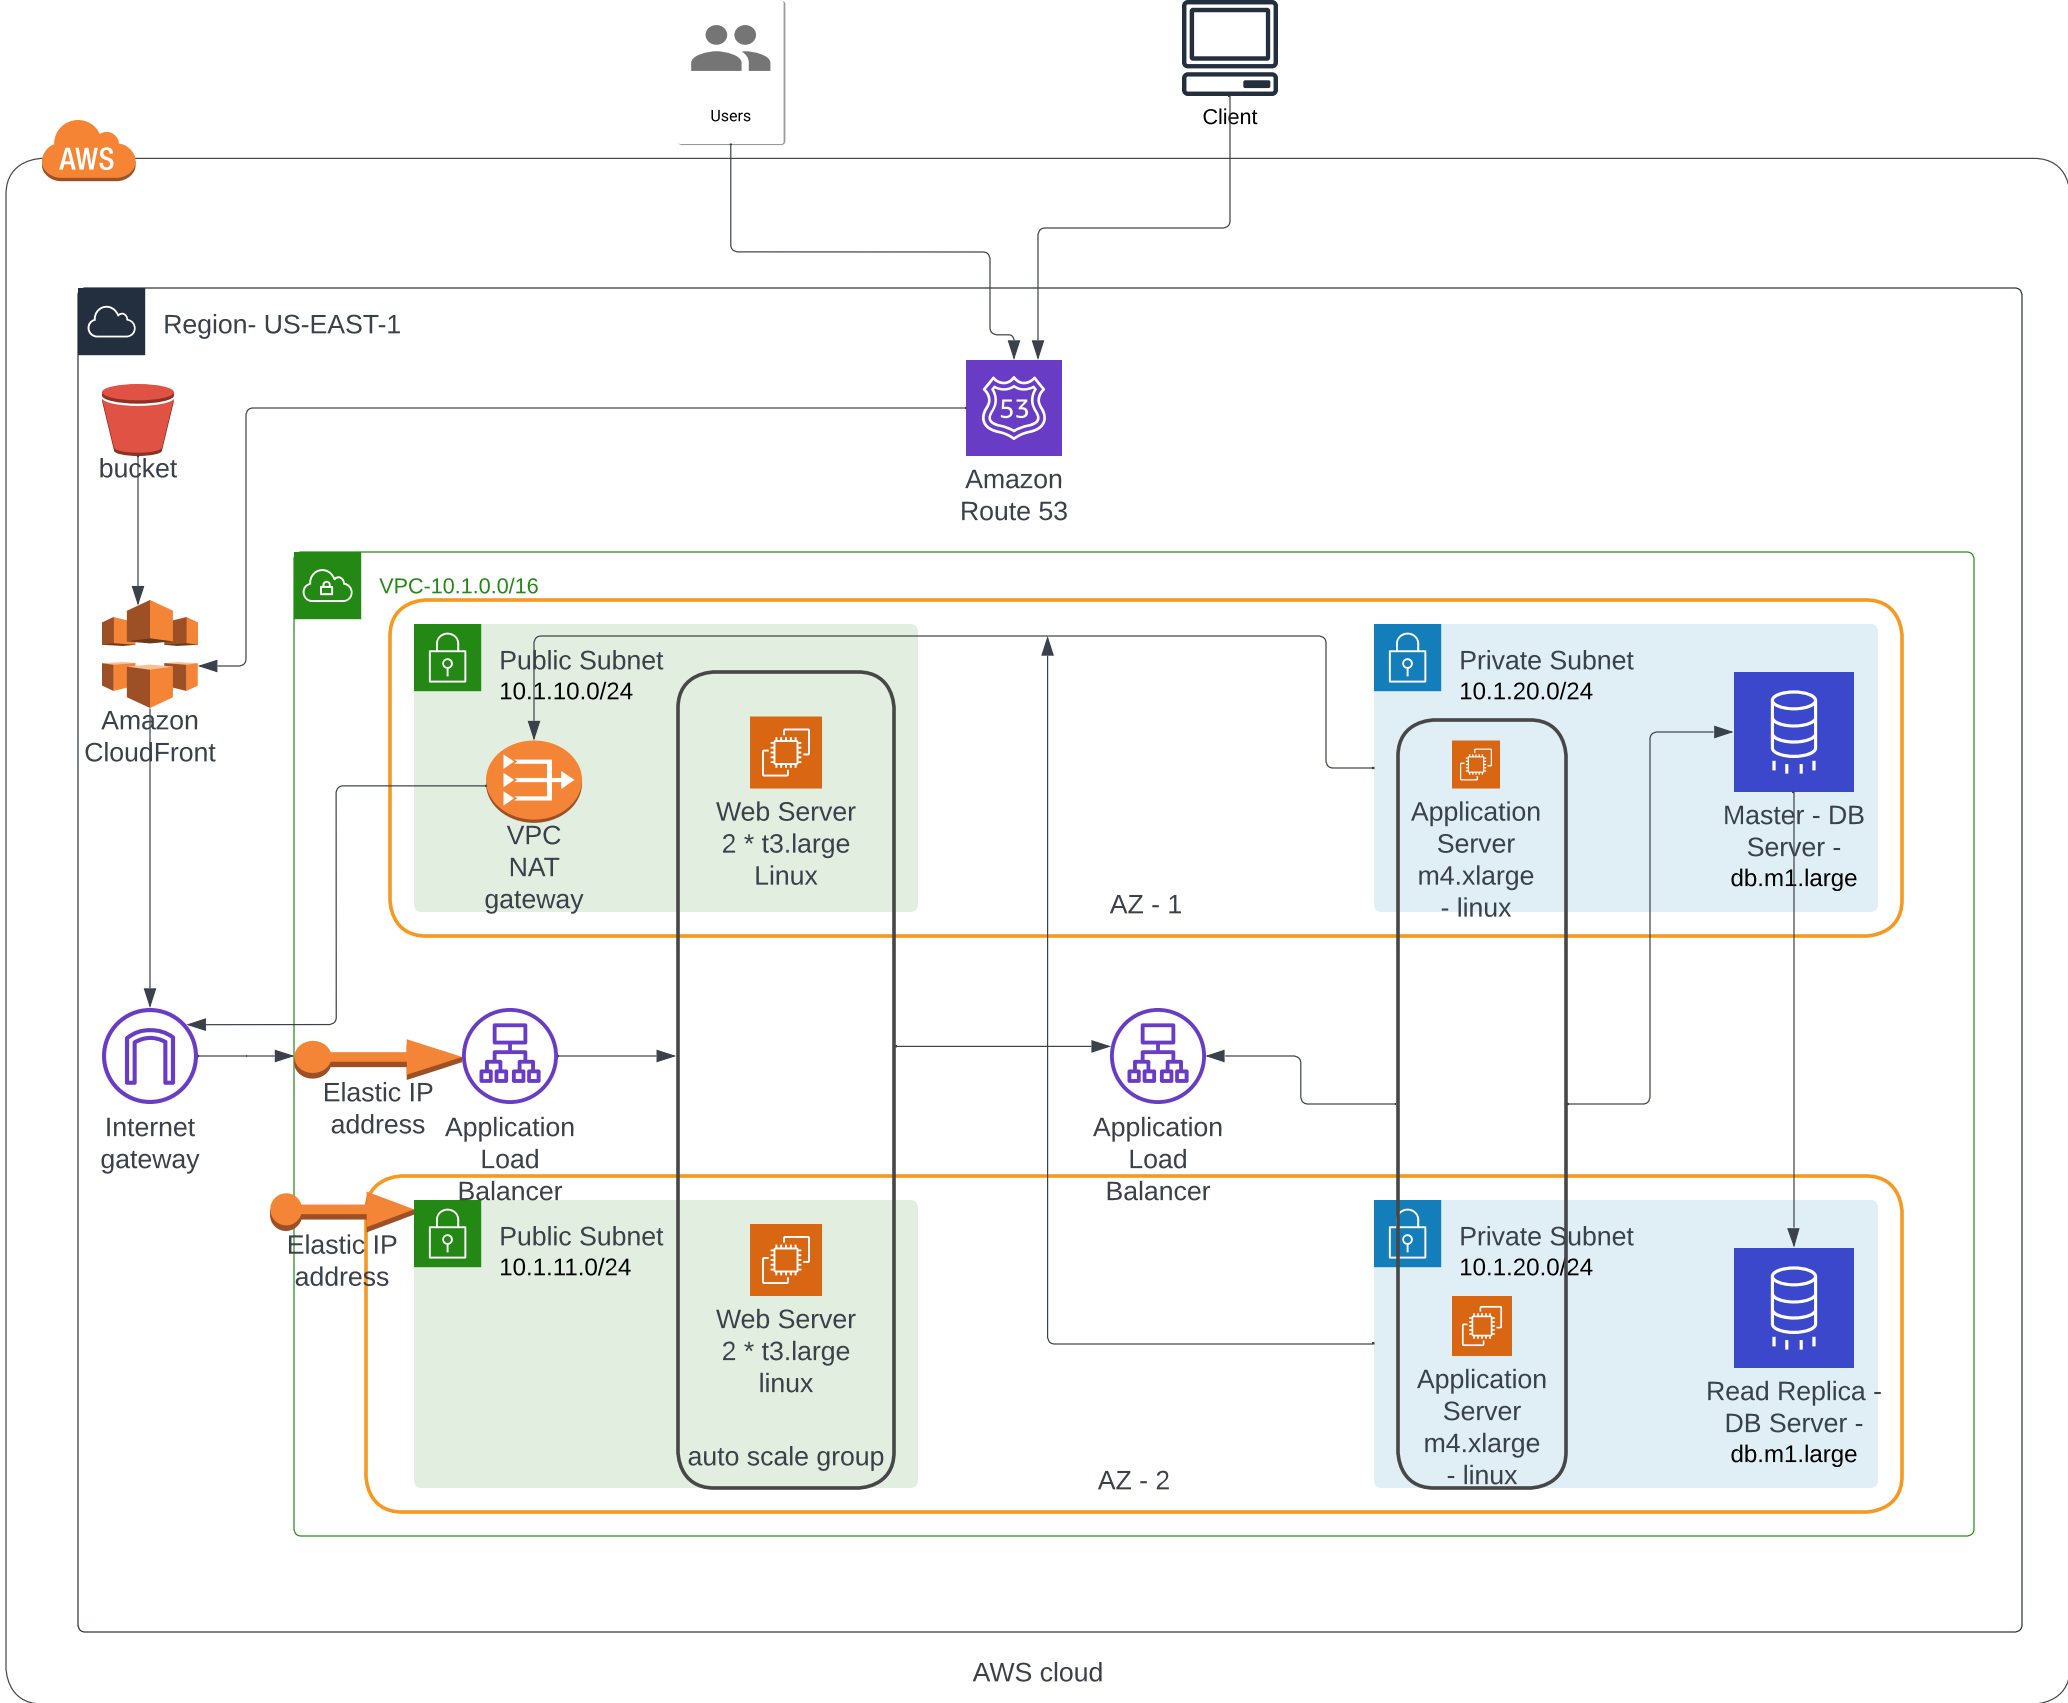 Users
Client
AWS
Region- US-EAST-1
53
bucket
Amazon
Route 53
VPC-10.1.0.0/16
Public Subnet
10.1.10.0/24
Private Subnet
10.1.20.0/24
Amazon
CloudFront
VPC
NAT
gateway
Web Server
2 * t3.large
Linux
Application
Server
m4.xlarge
- linux
Master - DB
Server -
db.m1.large
AZ - 1
Internet
gateway
Elastic IP
address
Application
Load
Balancer
Application
Load
Balancer
Elastic IP
address
Public Subnet
10.1.11.0/24
Private Subnet
10.1.20.0/24
Web Server
2 * t3.large
linux
auto scale group
Application
Server
m4.xlarge
- linux
Read Replica -
DB Server -
db.m1.large
AZ - 2
AWS cloud